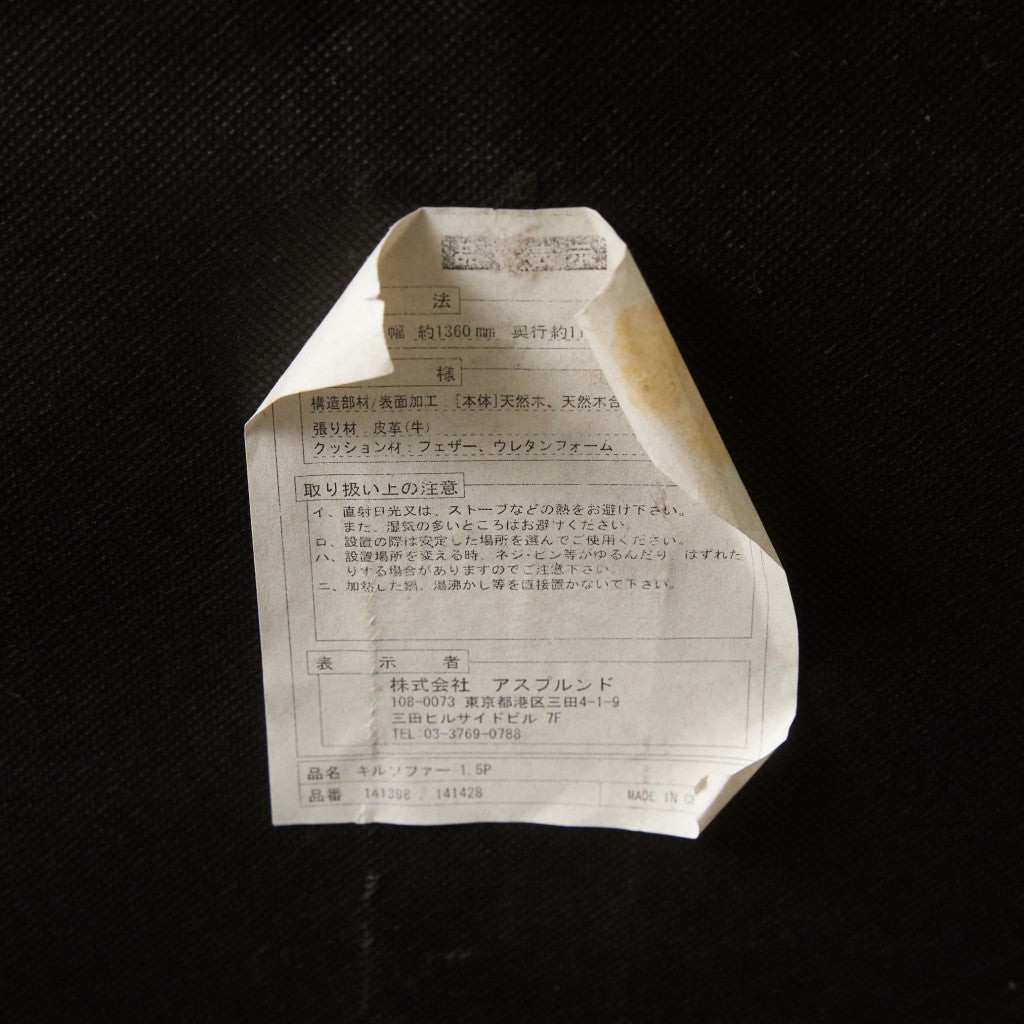 品 表示
法
幅 約1360mm 奥行約11
様
構造部材/表面加工:[本体]天然木、天然木合
張り材:皮革(牛)
クッション材:フェザー、ウレタンフォーム
取り扱い上の注意
イ、直射日光又は、ストーブなどの熱をお避け下さい。
また、湿気の多いところはお避けください。
ロ、設置の際は安定した場所を選んでご使用ください。
ハ、設置場所を変える時、ネジ・ピン等がゆるんだり、はずれた
りする場合がありますのでご注意下さい。
ニ、加熱した鍋、湯沸かし等を直接置かないで下さい。
表示者
株式会社 アスプルンド
108-0073 東京都港区三田4-1-9
三田ヒルサイドビル 7F
TEL:03-3769-0788
品名 キルソファー 1.5P
品番 141398 / 141428 MADE IN CH